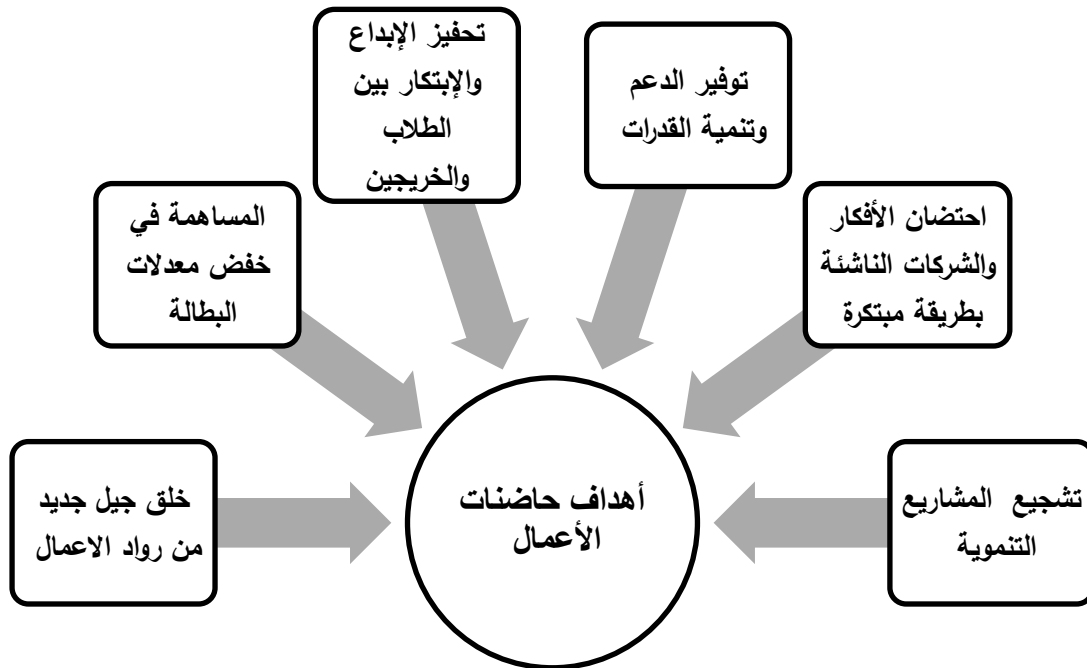 تحفيز الإبداع
والإبتكار بين
الطلاب
والخريجين
توفير الدعم
وتنمية القدرات
احتضان الأفكار
والشركات الناشئة
بطريقة مبتكرة
المساهمة في
خفض معدلات
البطالة
تشجيع المشاريع
التنموية
أهداف حاضنات
الأعمال
خلق جيل جديد
من رواد الاعمال